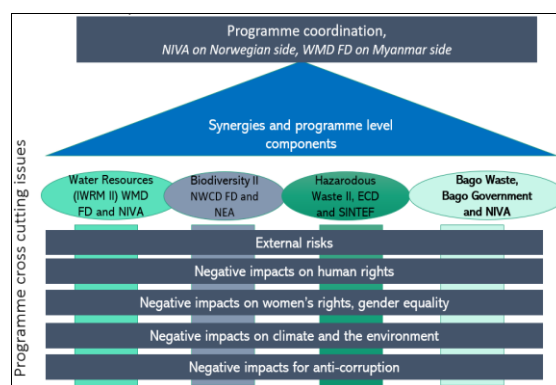 Programme coordination,
NIVA on Norwegian side, WMD FD on Myanmar side
Synergies and programme level
components
Programme cross cutting issues
Water Resources
(IWRM II) WMD
FD and NIVA
Biodiversity II
NWCD FD and
NEA
Hazarodous
Waste II, ECD
and SINTEF
Bago Waste,
Bago Government
and NIVA
External risks
Negative impacts on human rights
Negative impacts on women's rights, gender equality
Negative impacts on climate and the environment
Negative impacts for anti-corruption